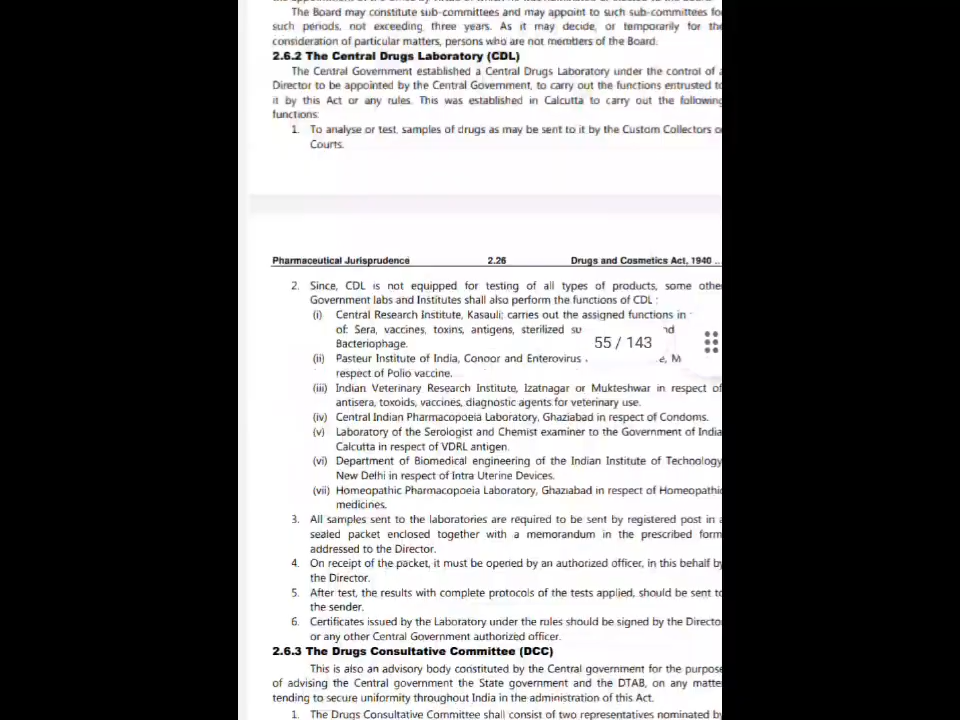 The Board may constitute sub-committees and may appoint to such sub-committees fo
such periods, not exceeding three years. As it may decide, or temporarily for the
consideration of particular matters, persons who are not members of the Board.
2.6.2 The Central Drugs Laboratory (CDL)
The Central Government established a Central Drugs Laboratory under the control of a
Director to be appointed by the Central Government, to carry out the functions entrusted to
it by this Act or any rules. This was established in Calcutta to carry out the following
functions:
1. To analyse or test, samples of drugs as may be sent to it by the Custom Collectors o
Courts.
Pharmaceutical Jurisprudence 2.26 Drugs and Cosmetics Act, 1940 ...
2. Since, CDL is not equipped for testing of all types of products, some othe
Government labs and Institutes shall also perform the functions of CDL :
(i) Central Research Institute, Kasauli; carries out the assigned functions in
of: Sera, vaccines, toxins, antigens, sterilized su nd
Bacteriophage.
55 / 143
(ii) Pasteur Institute of India, Conoor and Enterovirus e, M
respect of Polio vaccine.
(iii) Indian Veterinary Research Institute, Izatnagar or Mukteshwar in respect of
antisera, toxoids, vaccines, diagnostic agents for veterinary use.
(iv) Central Indian Pharmacopoeia Laboratory, Ghaziabad in respect of Condoms.
(v) Laboratory of the Serologist and Chemist examiner to the Government of India
Calcutta in respect of VDRL antigen.
(vi) Department of Biomedical engineering of the Indian Institute of Technology
New Delhi in respect of Intra Uterine Devices.
(vii) Homeopathic Pharmacopoeia Laboratory, Ghaziabad in respect of Homeopathic
medicines.
3. All samples sent to the laboratories are required to be sent by registered post in a
sealed packet enclosed together with a memorandum in the prescribed form
addressed to the Director.
4. On receipt of the packet, it must be opened by an authorized officer, in this behalf by
the Director.
5. After test, the results with complete protocols of the tests applied, should be sent to
the sender.
6. Certificates issued by the Laboratory under the rules should be signed by the Directo
or any other Central Government authorized officer.
2.6.3 The Drugs Consultative Committee (DCC)
This is also an advisory body constituted by the Central government for the purpose
of advising the Central government the State government and the DTAB, on any matte
tending to secure uniformity throughout India in the administration of this Act.
1. The Drugs Consultative Committee shall consist of two representatives nominated by